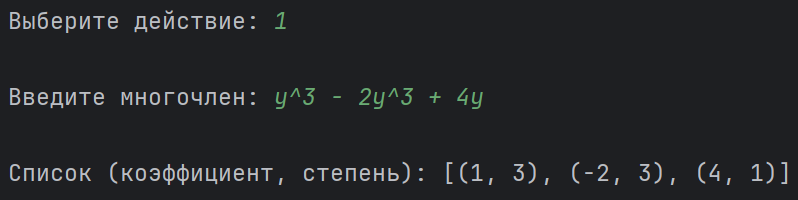 Выберите действие: 1
Введите многочлен: y^3 - 2y^3 + 4y
Список (коэффициент, степень): [(1, 3), (-2, 3), (4, 1)]